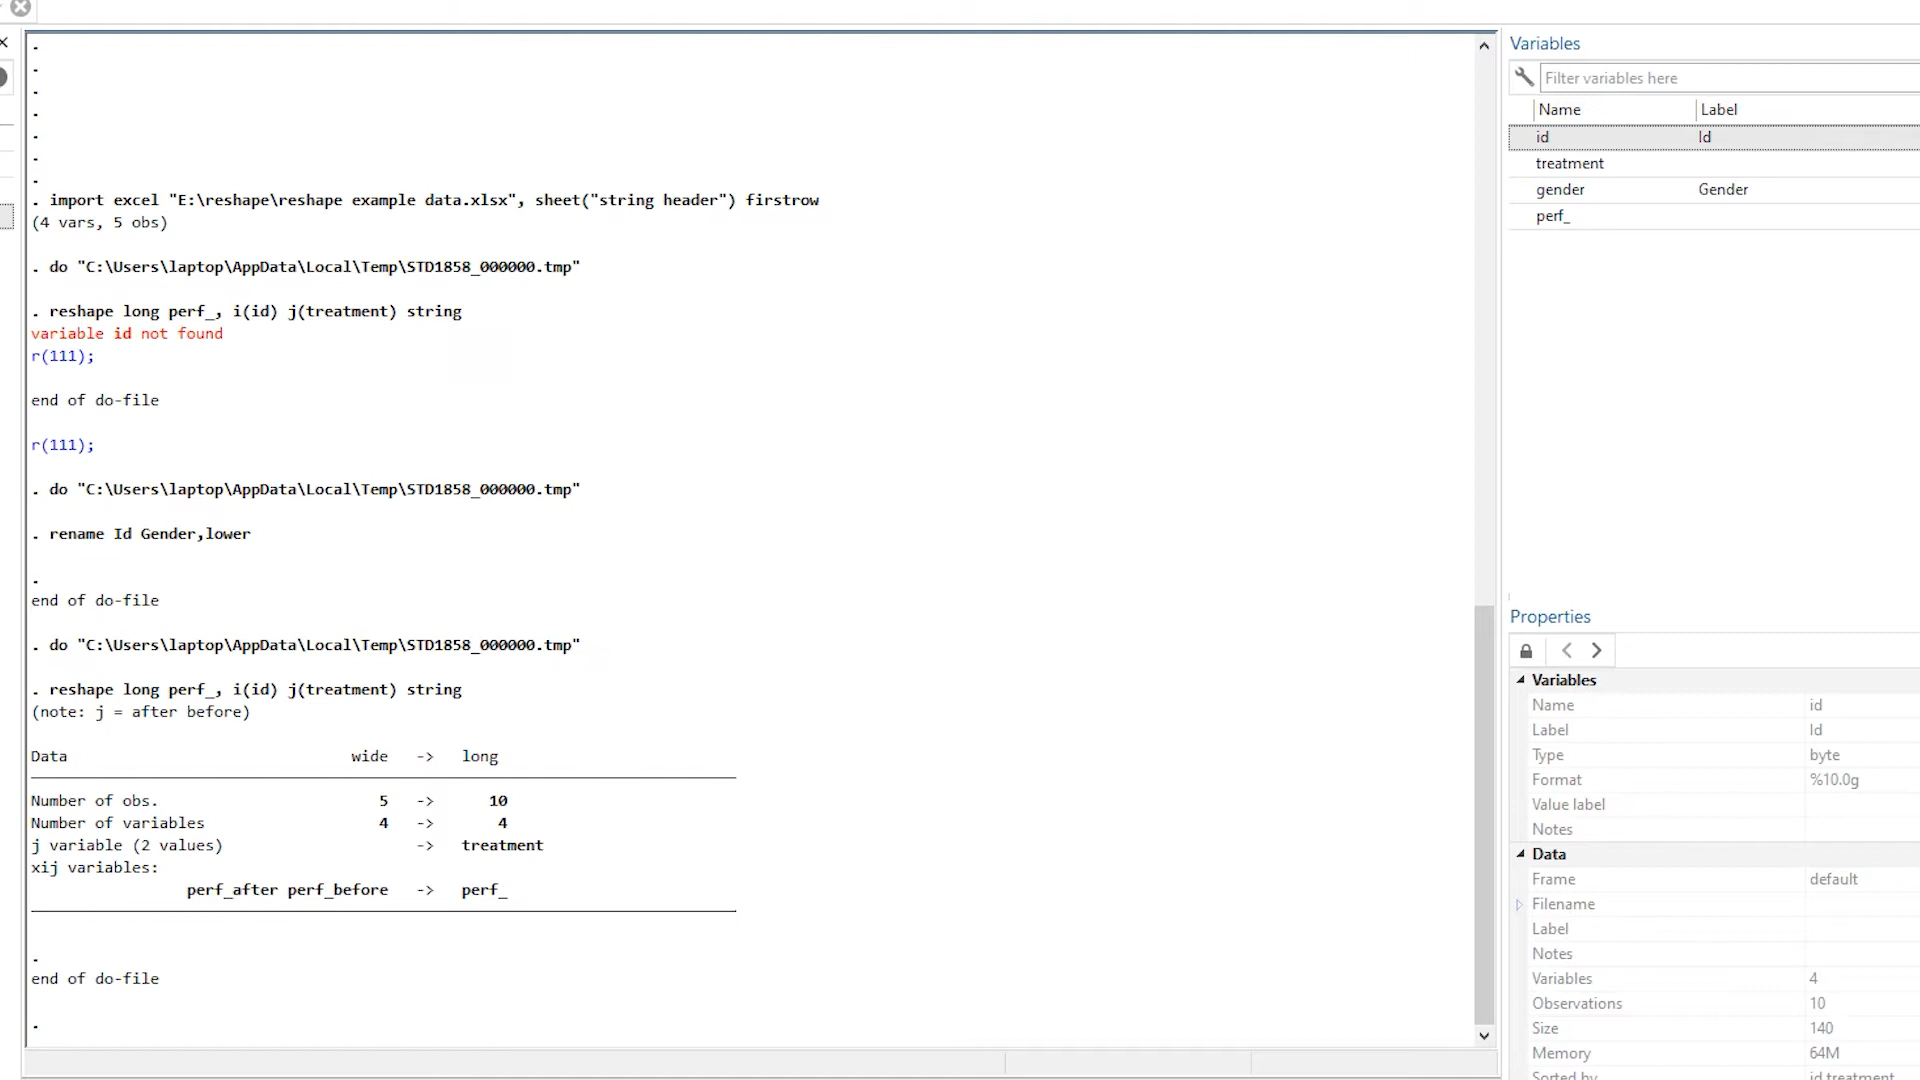 .
.
.
.
.
.
.
. import excel "E:\reshape\reshape example data.xlsx", sheet("string header") firstrow
(4 vars, 5 obs)
. do "C:\Users\laptop\AppData\Local\Temp\STD1858_000000.tmp"
. reshape long perf_, i(id) j(treatment) string
variable id not found
r(111);
end of do-file
r(111);
. do "C:\Users\laptop\AppData\Local\Temp\STD1858_000000.tmp"
. rename Id Gender,lower
.
end of do-file
. do "C:\Users\laptop\AppData\Local\Temp\STD1858_000000.tmp"
. reshape long perf_, i(id) j(treatment) string
(note: j = after before)
Data wide -> long
Number of obs. 5 -> 10
Number of variables 4 -> 4
j variable (2 values) -> treatment
xij variables:
perf_after perf_before -> perf_
.
end of do-file
.
Variables
Filter variables here
Name Label
id Id
treatment
gender Gender
perf_
Properties
Variables
Name id
Label Id
Type byte
Format %10.0g
Value label
Notes
Data
Frame default
Filename
Label
Notes
Variables 4
Observations 10
Size 140
Memory 64M
Sorted by id treatment